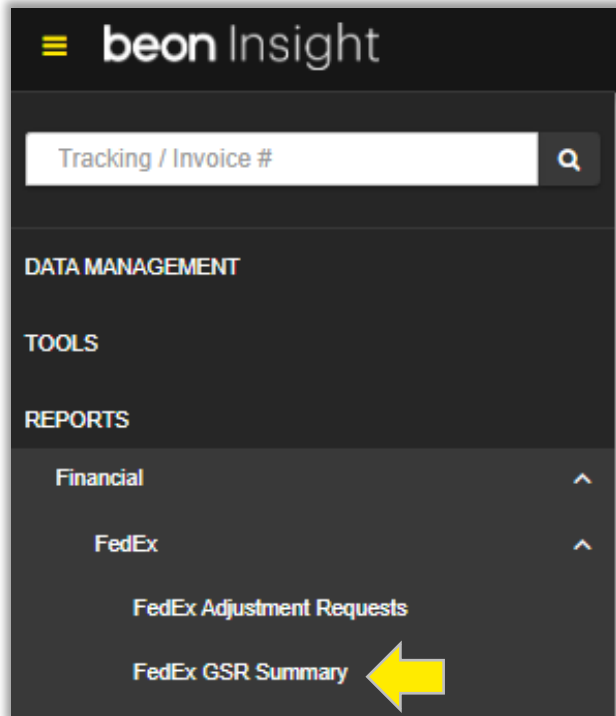 beon Insight
Tracking / Invoice #
DATA MANAGEMENT
TOOLS
REPORTS
Financial
FedEx
FedEx Adjustment Requests
FedEx GSR Summary